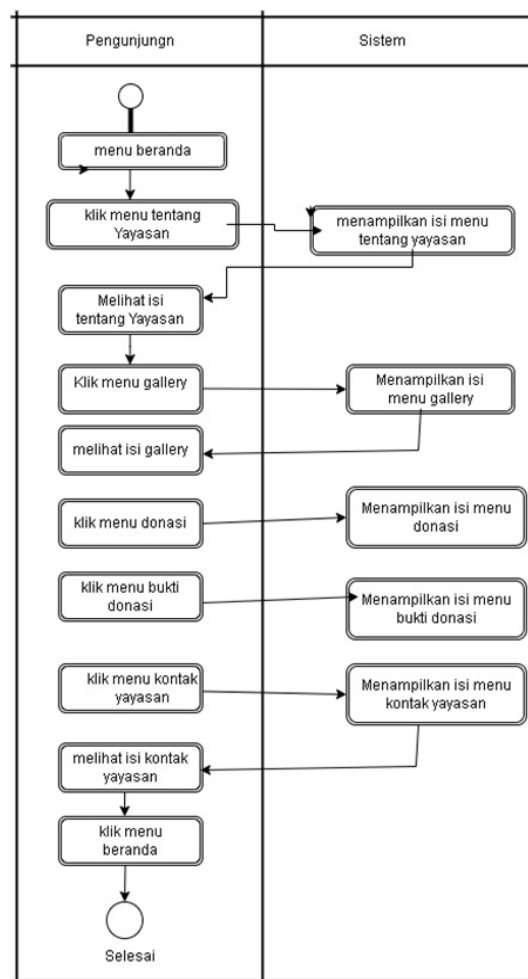 Pengunjungn
Sistem
menu beranda
klik menu tentang
Yayasan
menampilkan isi menu
tentang yayasan
Melihat isi
tentang Yayasan
Klik menu gallery
Menampilkan isi
menu gallery
melihat isi gallery
klik menu donasi
Menampilkan isi menu
donasi
klik menu bukti
donasi
Menampilkan isi menu
bukti donasi
klik menu kontak
yayasan
Menampilkan isi menu
kontak yayasan
melihat isi kontak
yayasan
klik menu
beranda
Selesai